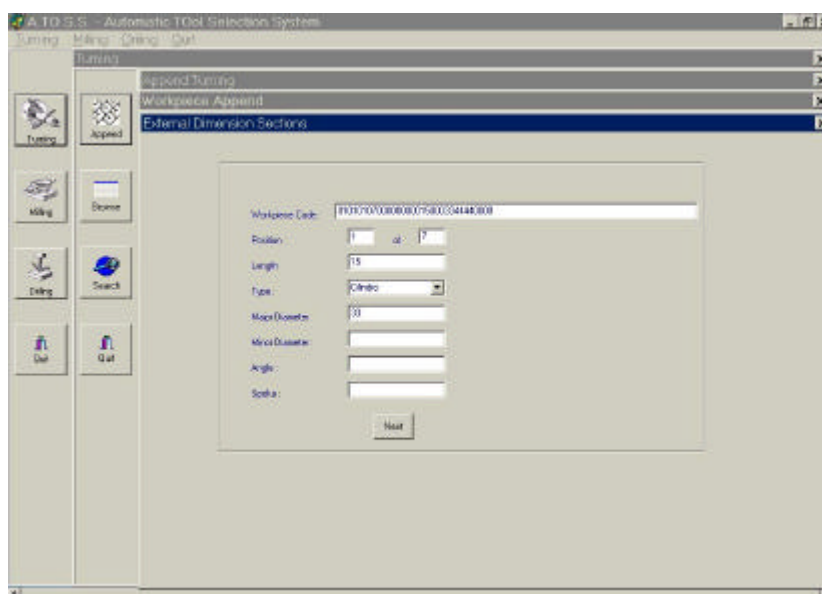 A.T.O.S.S. - Automatic TOol Selection System
Turning Milling Drilling Quit
Turning
Append Turning
Workpiece Append
External Dimension Sections
Turning
Append
Milling
Browse
Drilling
Search
Quit
Quit
Workpiece Code:
Position: 1 of 7
Length: 15
Type: Cilindro
Major Diameter: 33
Minor Diameter:
Angle:
Spoke:
Next